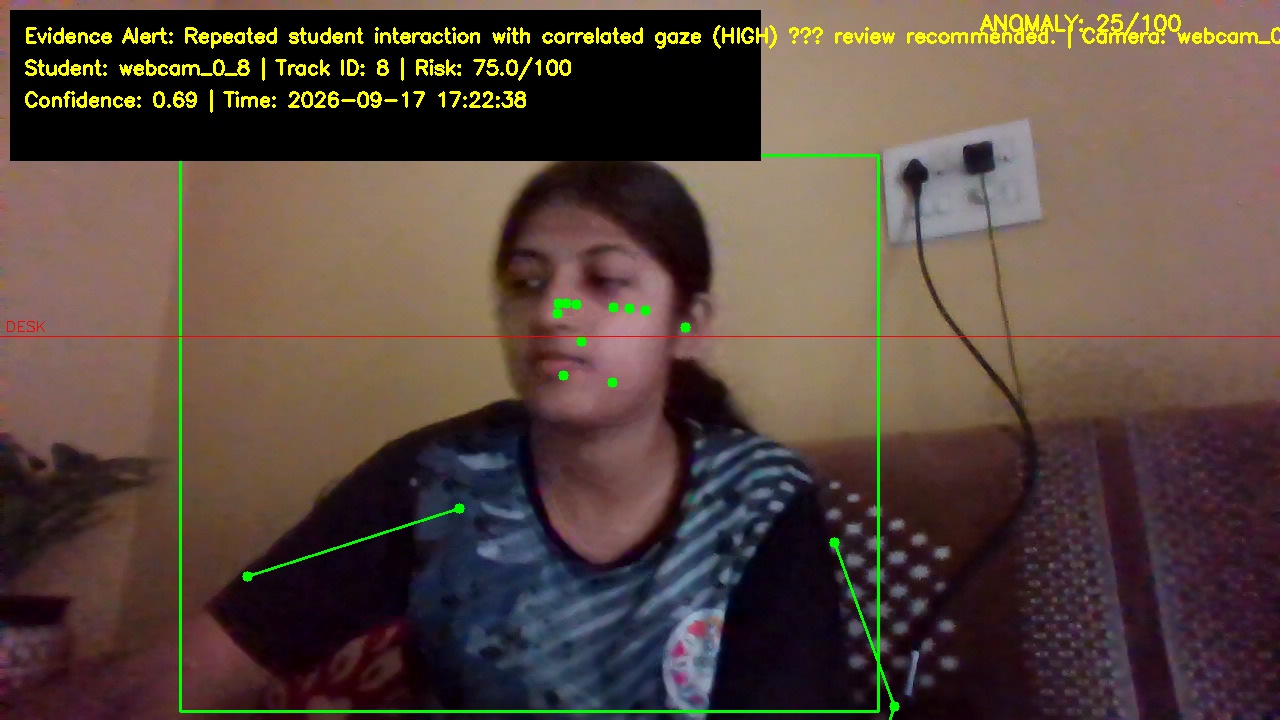 Evidence Alert: Repeated student interaction with correlated gaze (HIGH) ??? review recommended. | Camera: webcam_0
ANOMALY: 25/100
Student: webcam_0_8 | Track ID: 8 | Risk: 75.0/100
Confidence: 0.69 | Time: 2026-09-17 17:22:38
DESK